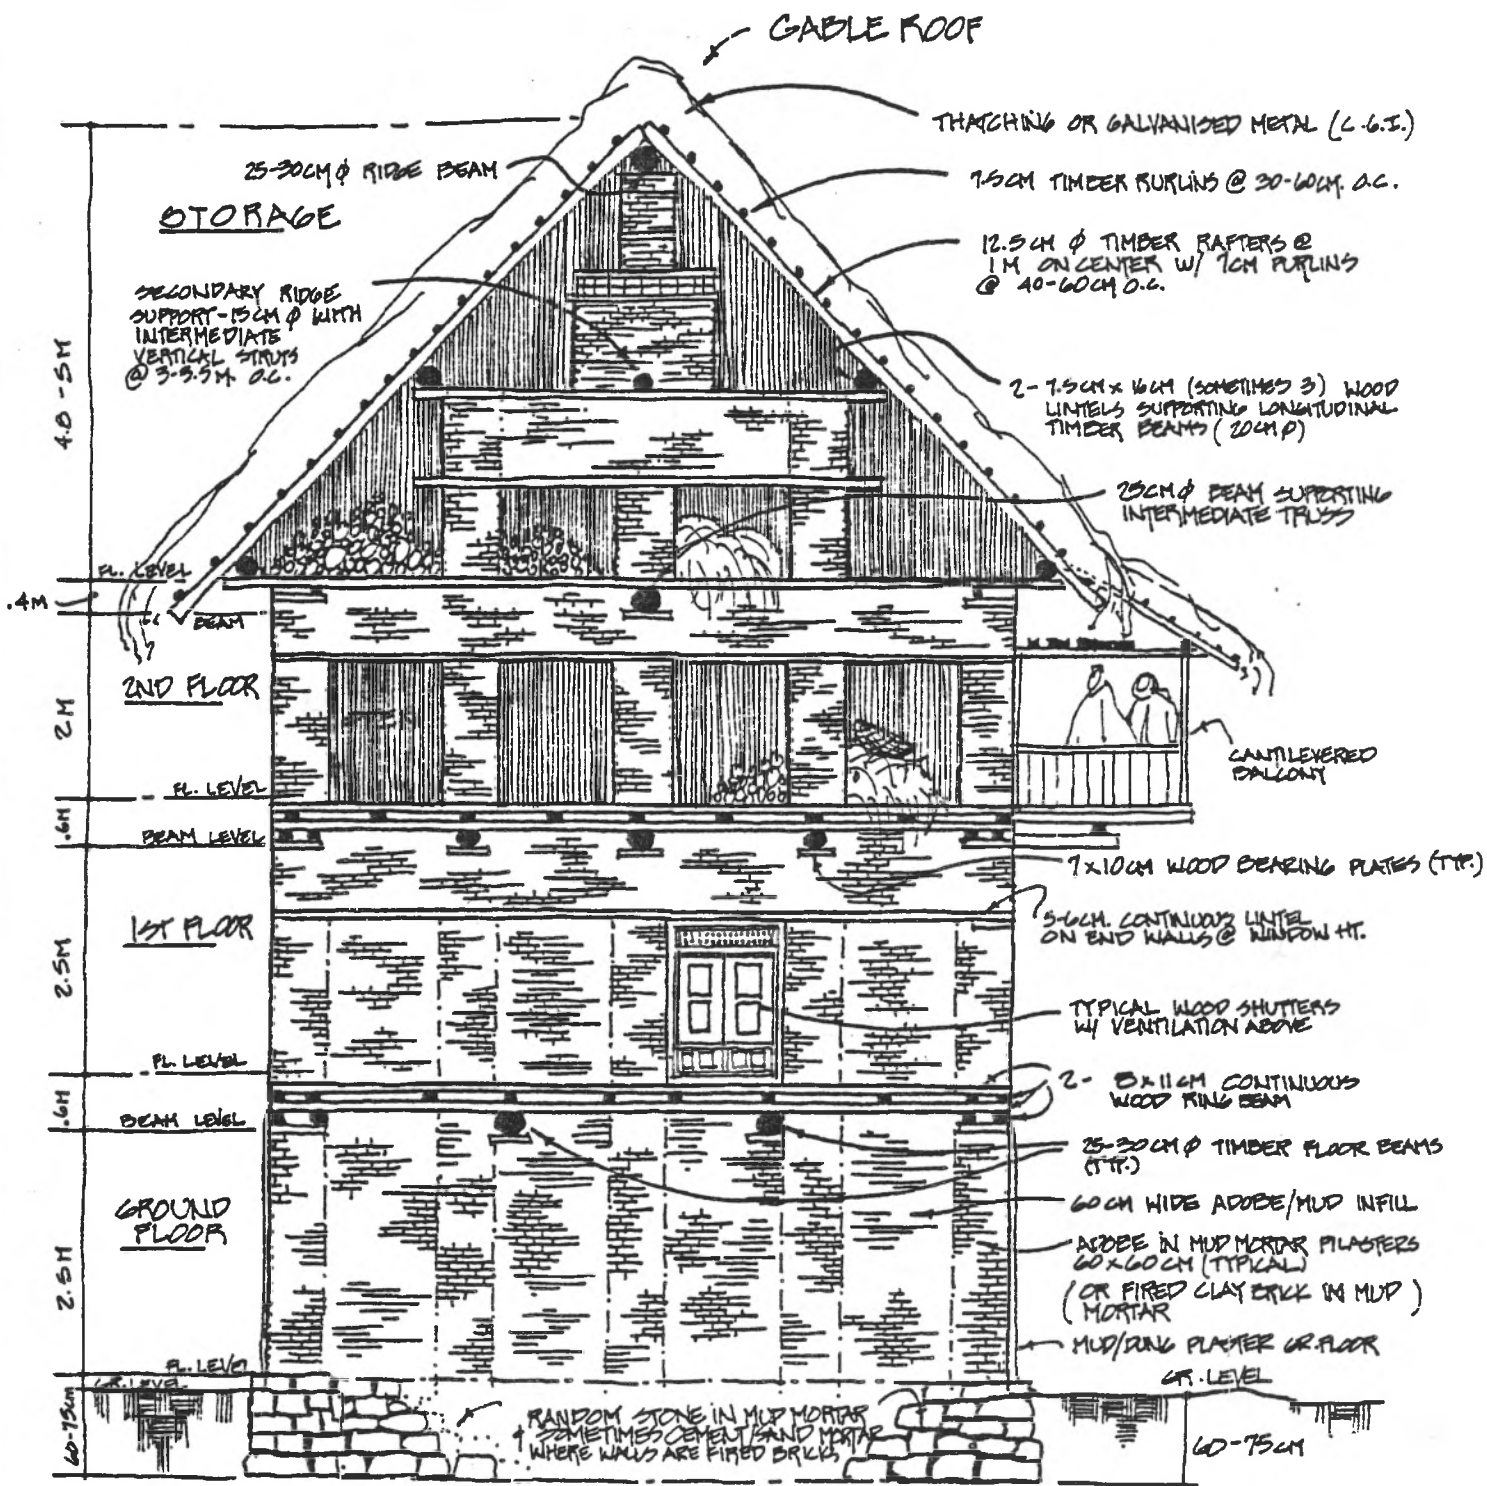 GABLE ROOF
THATCHING OR GALVANISED METAL (C.G.I.)
25-30CM Ø RIDGE BEAM
7.5CM TIMBER RURLINS @ 30-60CM. O.C.
STORAGE
12.5CM Ø TIMBER RAFTERS @
1M ON CENTER W/ 7CM PURLINS
@ 40-60CM O.C.
SECONDARY RIDGE
SUPPORT-15CM Ø WITH
INTERMEDIATE
VERTICAL STRUTS
@ 3-3.5M. O.C.
4.8-5M
2- 7.5CM x 16CM (SOMETIMES 3) WOOD
LINTELS SUPPORTING LONGITUDINAL
TIMBER BEAMS (20CM Ø)
25CM Ø BEAM SUPPORTING
INTERMEDIATE TRUSS
FL. LEVEL
.4M
BEAM
2ND FLOOR
2M
CANTILEVERED
BALCONY
FL. LEVEL
.6M
BEAM LEVEL
7x10CM WOOD BEARING PLATES (TYP.)
1ST FLOOR
5-6CM. CONTINUOUS LINTEL
ON END WALLS @ WINDOW HT.
2.5M
TYPICAL WOOD SHUTTERS
W/ VENTILATION ABOVE
FL. LEVEL
2- 8x11CM CONTINUOUS
WOOD RING BEAM
.6M
BEAM LEVEL
25-30CM Ø TIMBER FLOOR BEAMS
(TYP.)
60CM WIDE ADOBE/MUD INFILL
GROUND
FLOOR
ADOBE IN MUD MORTAR PILASTERS
60x60CM (TYPICAL)
(OR FIRED CLAY BRICK IN MUD)
MORTAR
2.5M
MUD/DUNG PLASTER GR. FLOOR
FL. LEVEL
GR. LEVEL
GR. LEVEL
RANDOM STONE IN MUD MORTAR
& SOMETIMES CEMENT/SAND MORTAR
WHERE WALLS ARE FIRED BRICKS
60-75CM
60-75CM